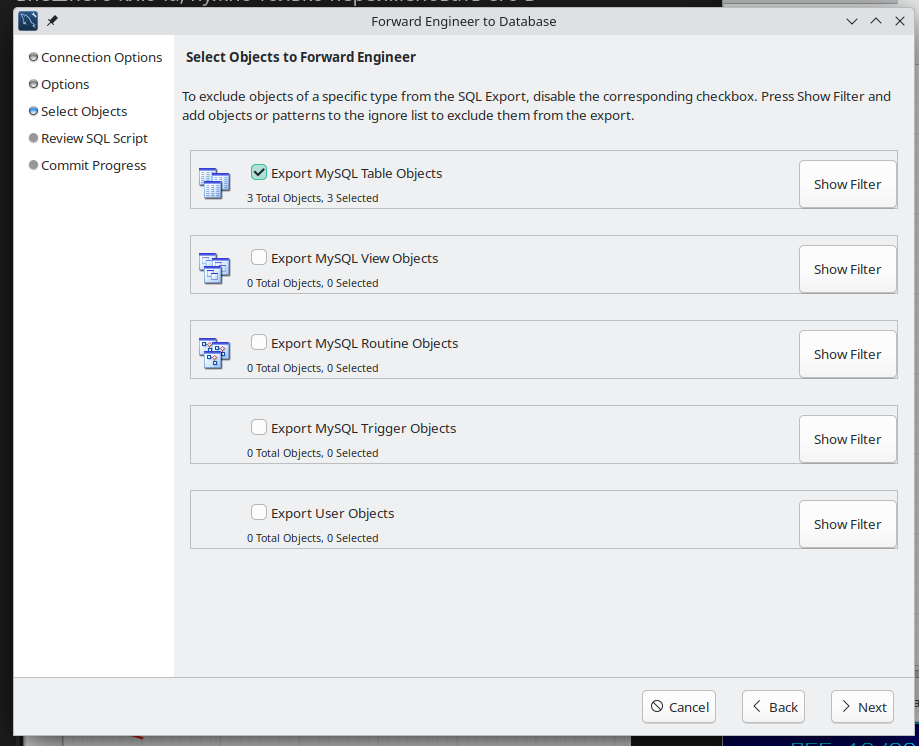 Forward Engineer to Database
Connection Options
Options
Select Objects
Review SQL Script
Commit Progress
Select Objects to Forward Engineer
To exclude objects of a specific type from the SQL Export, disable the corresponding checkbox. Press Show Filter and
add objects or patterns to the ignore list to exclude them from the export.
Export MySQL Table Objects
3 Total Objects, 3 Selected
Show Filter
Export MySQL View Objects
0 Total Objects, 0 Selected
Show Filter
Export MySQL Routine Objects
0 Total Objects, 0 Selected
Show Filter
Export MySQL Trigger Objects
0 Total Objects, 0 Selected
Show Filter
Export User Objects
0 Total Objects, 0 Selected
Show Filter
Cancel
Back
Next